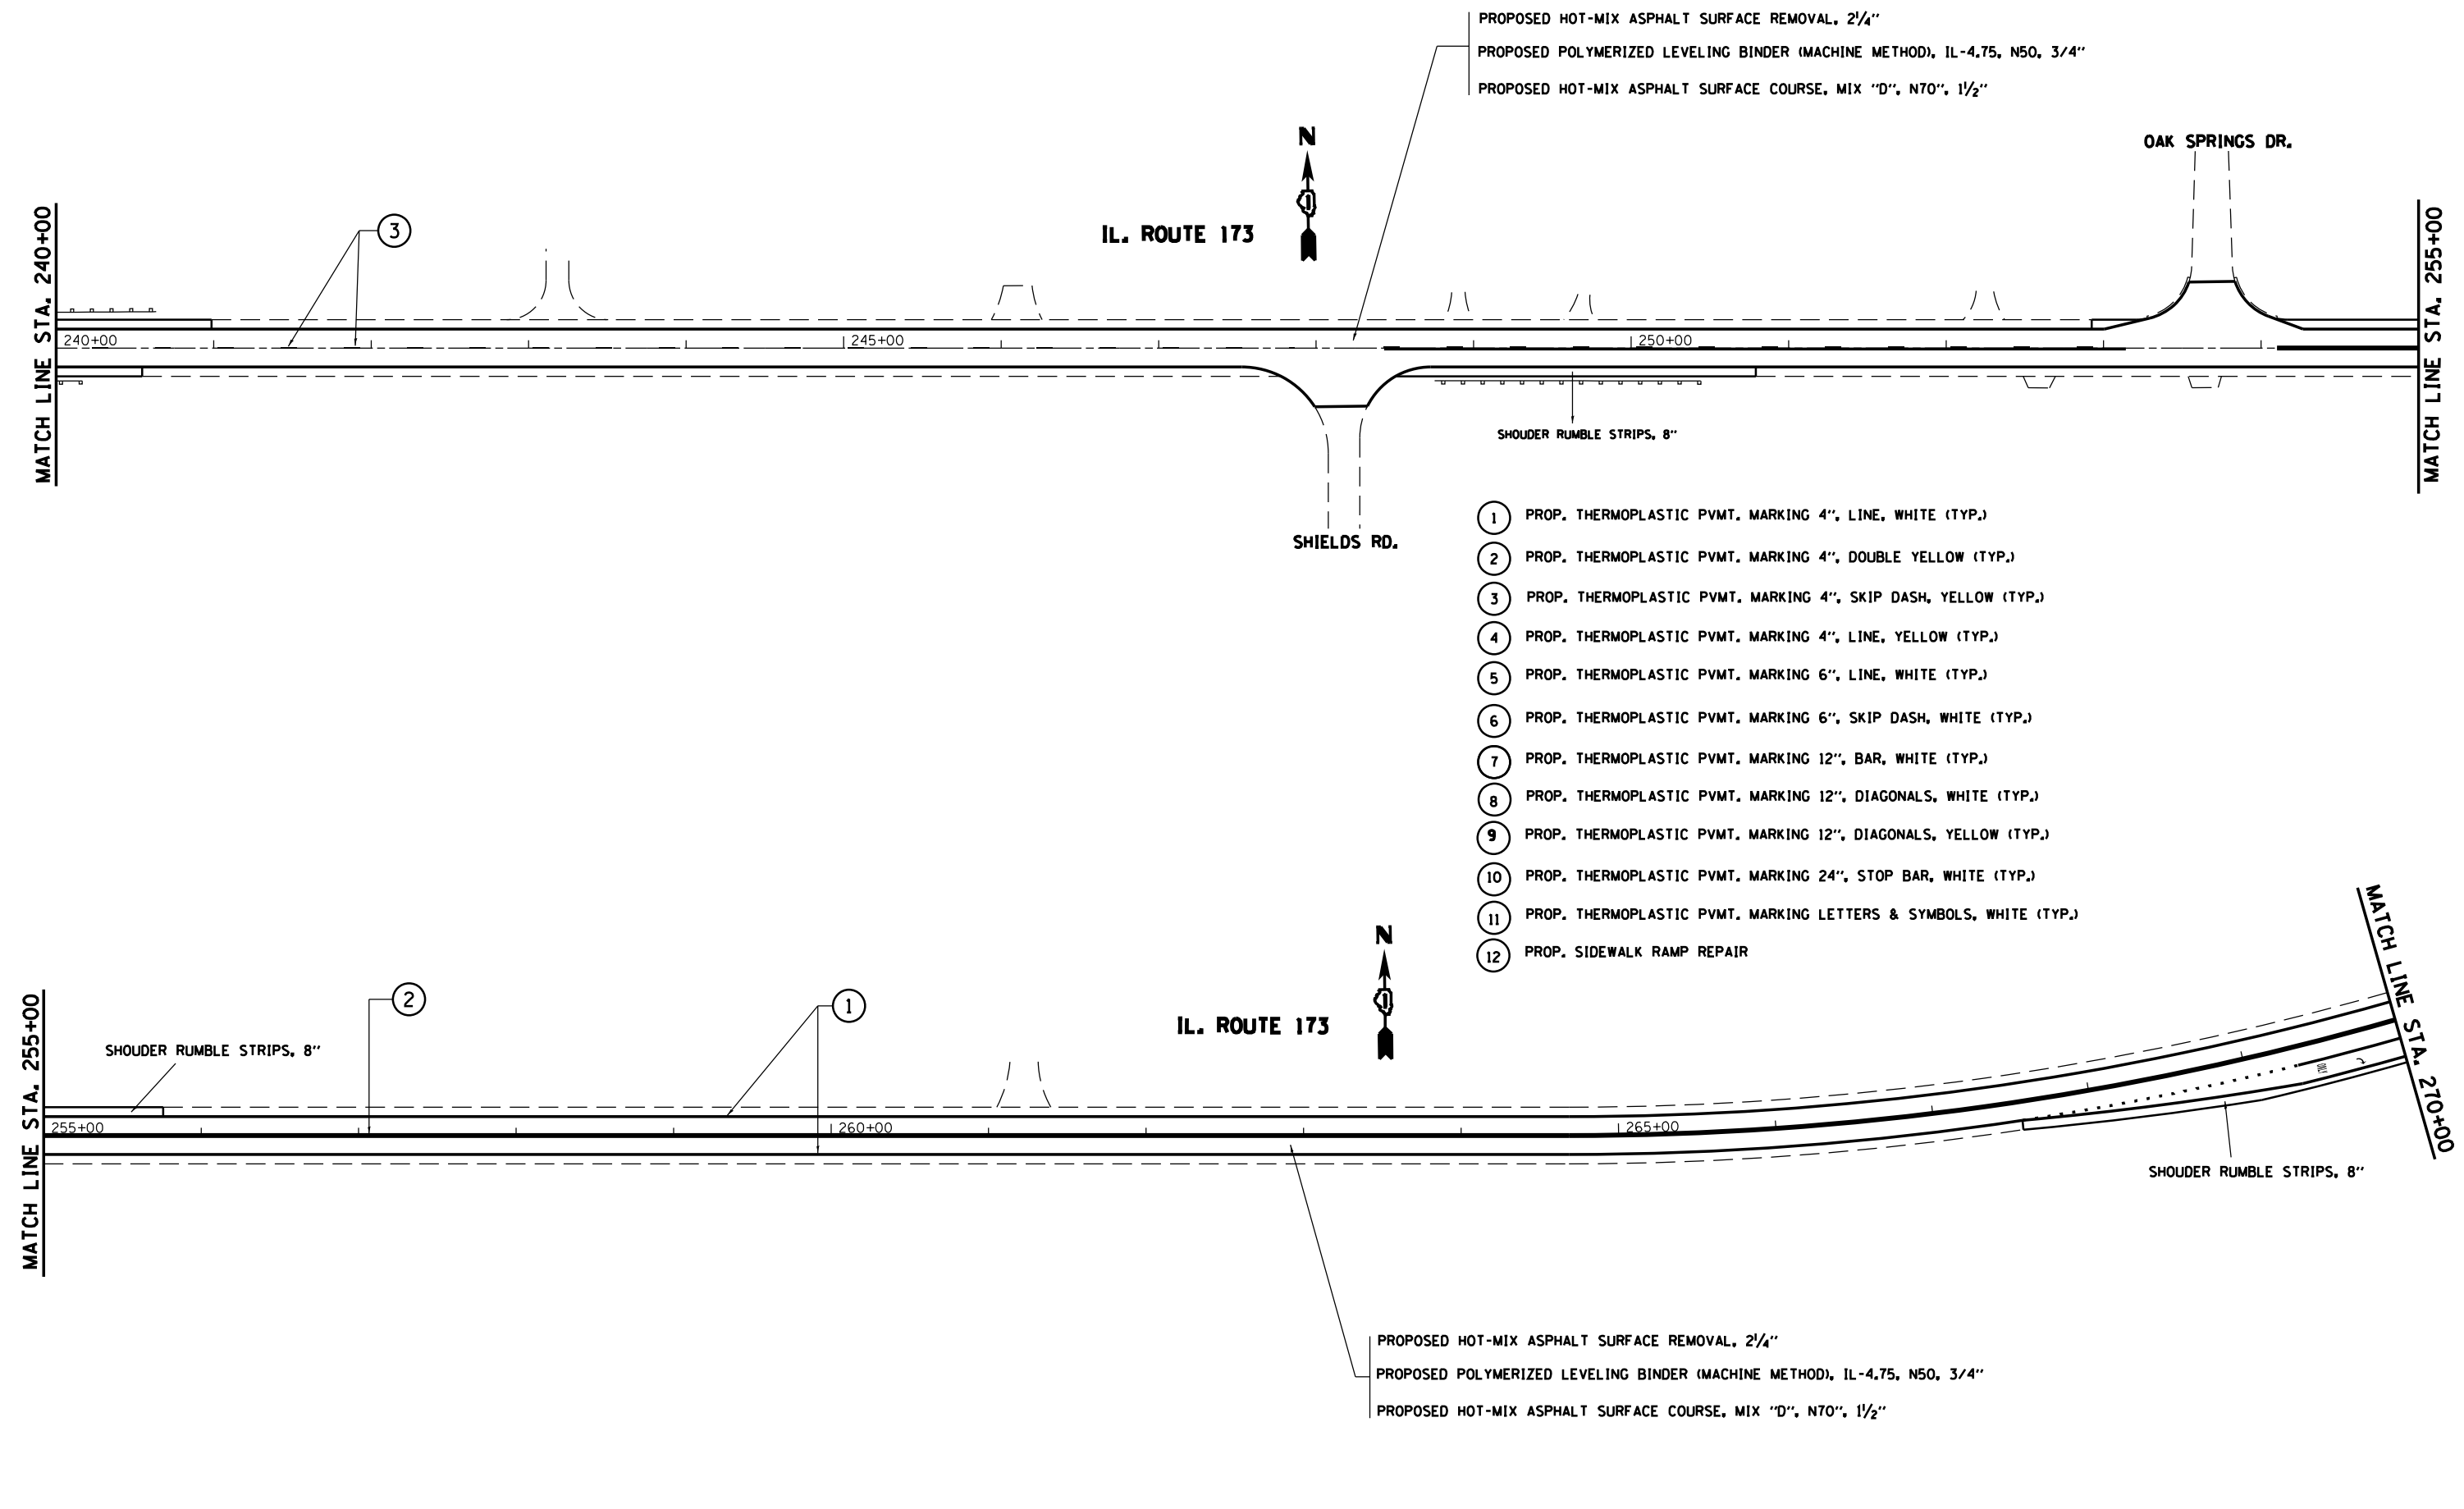 PROPOSED HOT-MIX ASPHALT SURFACE REMOVAL, 2 1/4"
PROPOSED POLYMERIZED LEVELING BINDER (MACHINE METHOD), IL-4.75, N50, 3/4"
PROPOSED HOT-MIX ASPHALT SURFACE COURSE, MIX "D", N70", 1 1/2"
N
OAK SPRINGS DR.
IL. ROUTE 173
3
MATCH LINE STA. 240+00
MATCH LINE STA. 255+00
240+00
245+00
250+00
SHOUDER RUMBLE STRIPS, 8"
SHIELDS RD.
1 PROP. THERMOPLASTIC PVMT. MARKING 4", LINE, WHITE (TYP.)
2 PROP. THERMOPLASTIC PVMT. MARKING 4", DOUBLE YELLOW (TYP.)
3 PROP. THERMOPLASTIC PVMT. MARKING 4", SKIP DASH, YELLOW (TYP.)
4 PROP. THERMOPLASTIC PVMT. MARKING 4", LINE, YELLOW (TYP.)
5 PROP. THERMOPLASTIC PVMT. MARKING 6", LINE, WHITE (TYP.)
6 PROP. THERMOPLASTIC PVMT. MARKING 6", SKIP DASH, WHITE (TYP.)
7 PROP. THERMOPLASTIC PVMT. MARKING 12", BAR, WHITE (TYP.)
8 PROP. THERMOPLASTIC PVMT. MARKING 12", DIAGONALS, WHITE (TYP.)
9 PROP. THERMOPLASTIC PVMT. MARKING 12", DIAGONALS, YELLOW (TYP.)
10 PROP. THERMOPLASTIC PVMT. MARKING 24", STOP BAR, WHITE (TYP.)
11 PROP. THERMOPLASTIC PVMT. MARKING LETTERS & SYMBOLS, WHITE (TYP.)
12 PROP. SIDEWALK RAMP REPAIR
N
IL. ROUTE 173
2
1
SHOUDER RUMBLE STRIPS, 8"
MATCH LINE STA. 255+00
MATCH LINE STA. 270+00
255+00
260+00
265+00
SHOUDER RUMBLE STRIPS, 8"
PROPOSED HOT-MIX ASPHALT SURFACE REMOVAL, 2 1/4"
PROPOSED POLYMERIZED LEVELING BINDER (MACHINE METHOD), IL-4.75, N50, 3/4"
PROPOSED HOT-MIX ASPHALT SURFACE COURSE, MIX "D", N70", 1 1/2"